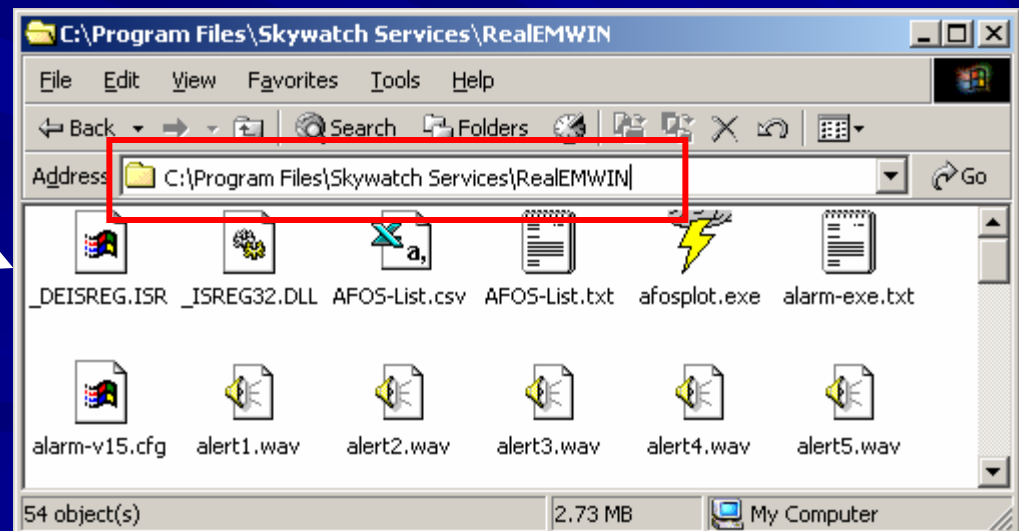 C:\Program Files\Skywatch Services\RealEMWIN
File Edit View Favorites Tools Help
Back Search Folders
Address C:\Program Files\Skywatch Services\RealEMWIN Go
_DEISREG.ISR _ISREG32.DLL AFOS-List.csv AFOS-List.txt afosplot.exe alarm-exe.txt
alarm-v15.cfg alert1.wav alert2.wav alert3.wav alert4.wav alert5.wav
54 object(s) 2.73 MB My Computer